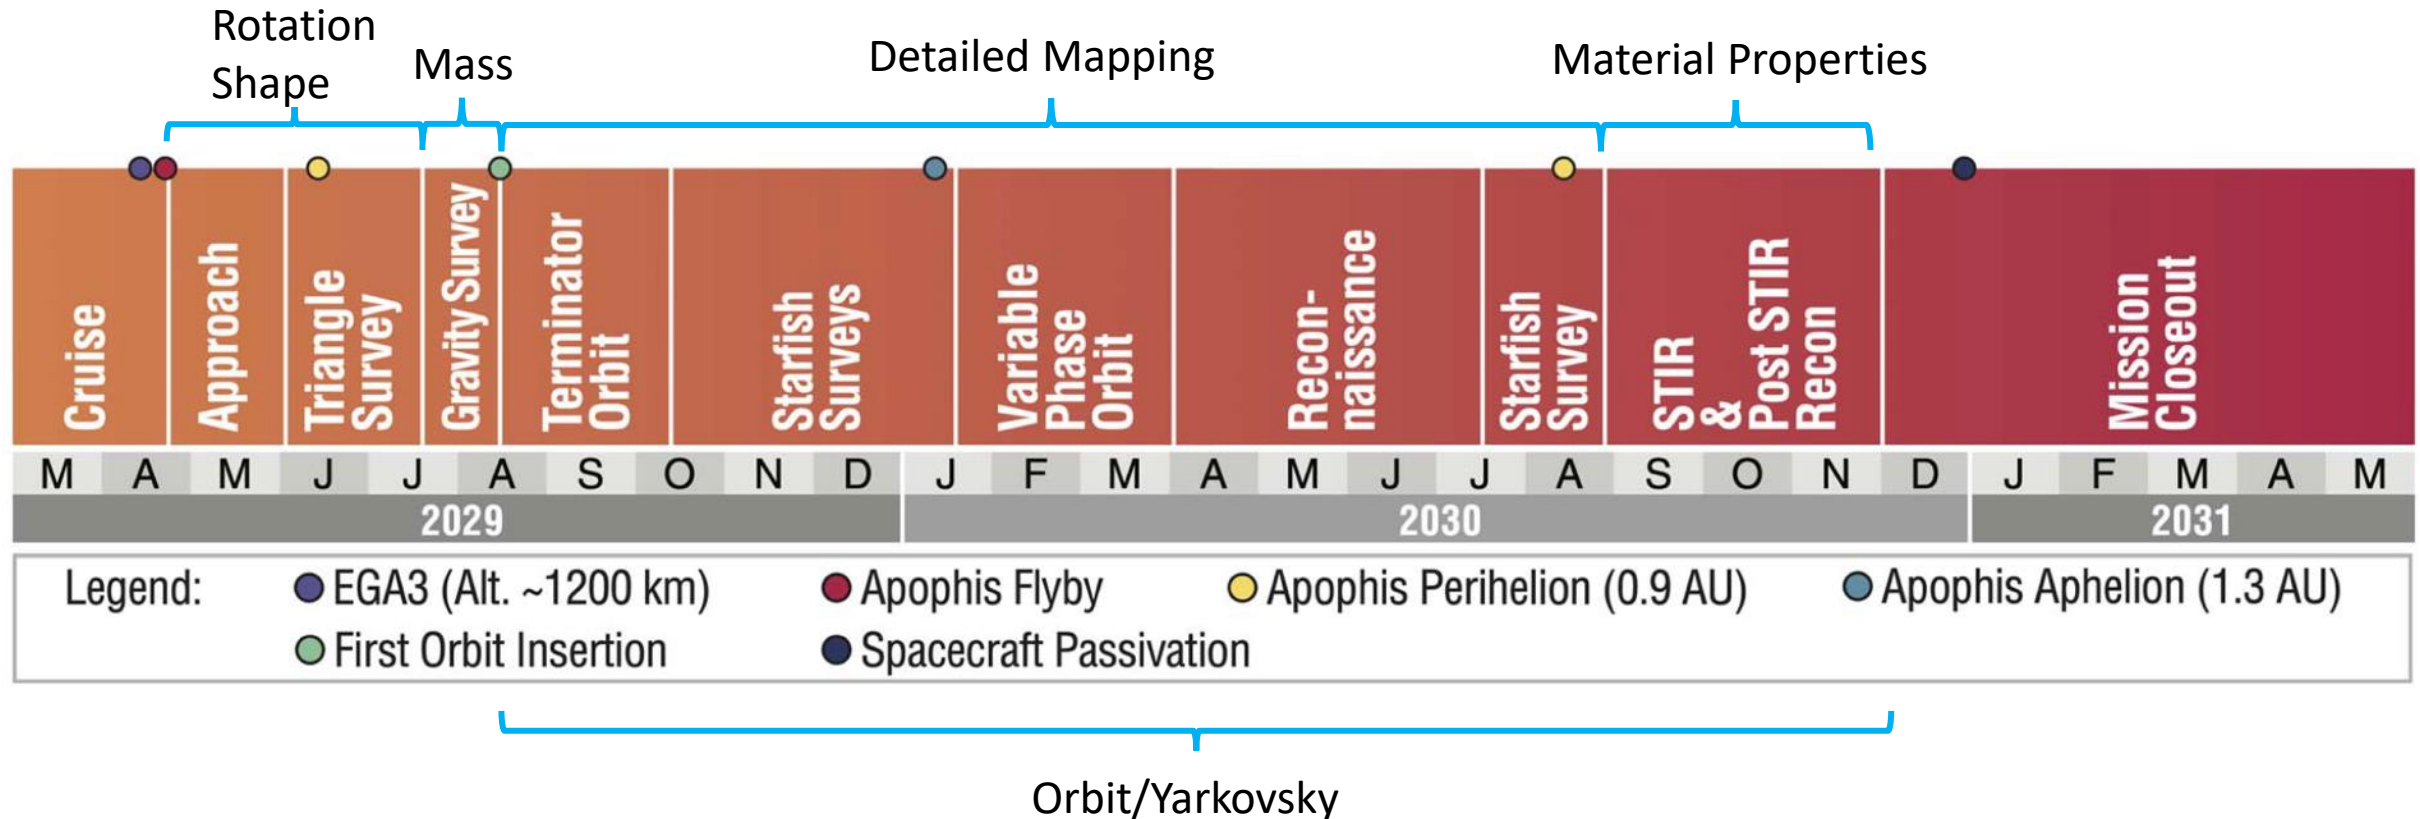 Rotation
Shape
Mass
Detailed Mapping
Material Properties
Cruise
Approach
Triangle
Survey
Gravity Survey
Terminator
Orbit
Starfish
Surveys
Variable
Phase
Orbit
Recon-
naissance
Starfish
Survey
STIR
&
Post STIR
Recon
Mission
Closeout
M A M J J A S O N D J F M A M J J A S O N D J F M A M
2029 2030 2031
Legend: EGA3 (Alt. ~1200 km) Apophis Flyby Apophis Perihelion (0.9 AU) Apophis Aphelion (1.3 AU)
First Orbit Insertion Spacecraft Passivation
Orbit/Yarkovsky